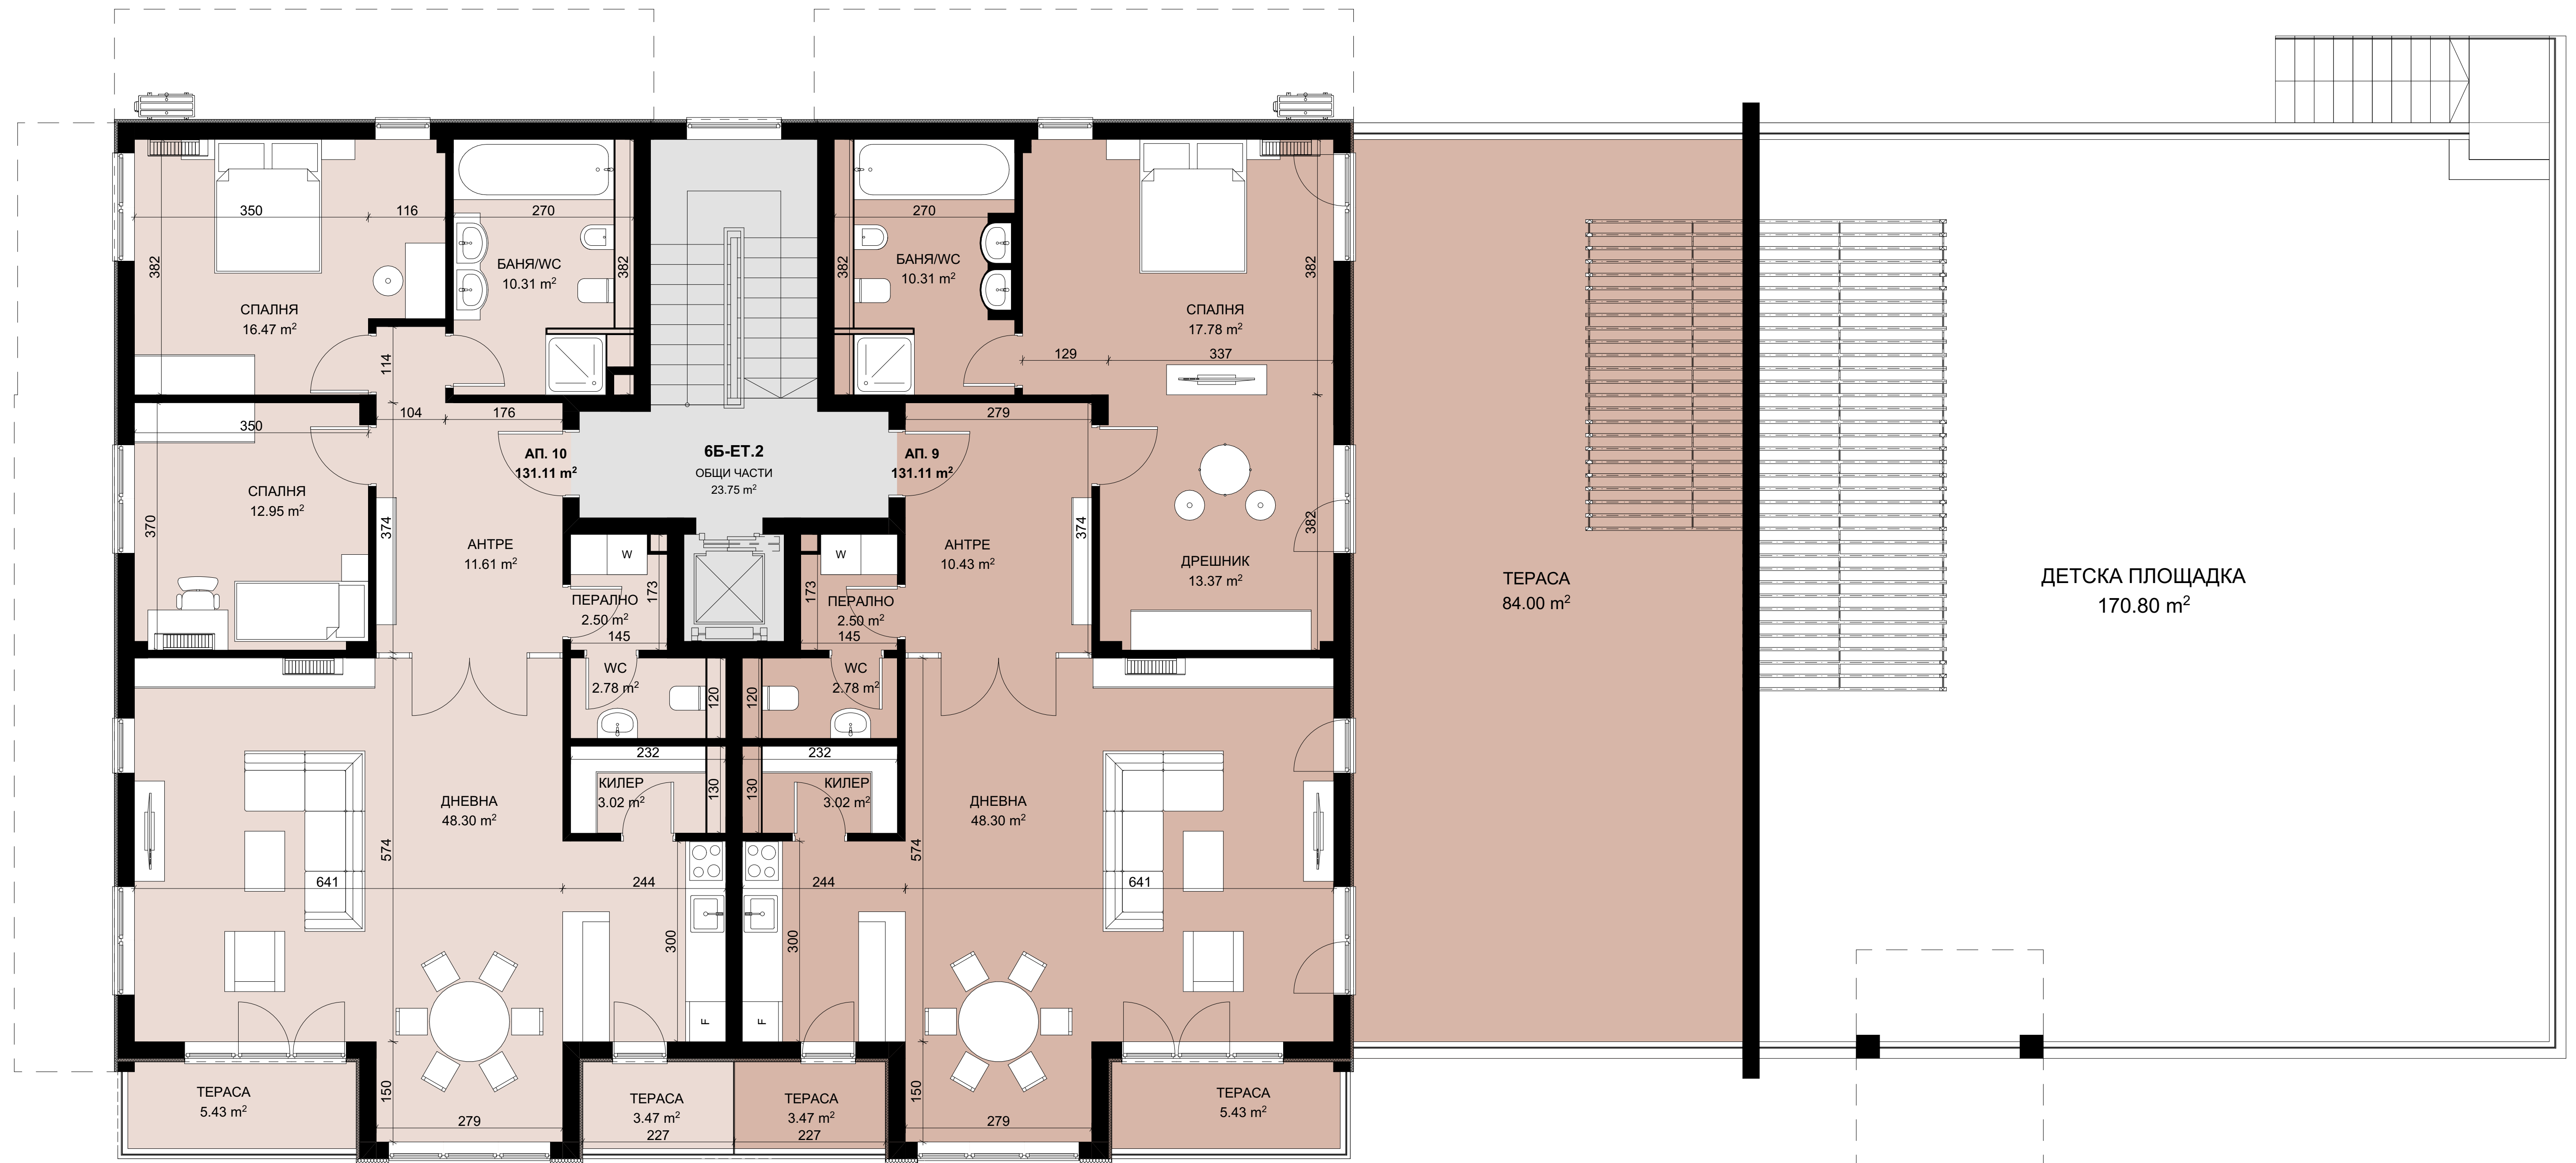 350
116
270
382
382
СПАЛНЯ
16.47 m²
БАНЯ/WC
10.31 m²
114
104
176
350
370
374
СПАЛНЯ
12.95 m²
АНТРЕ
11.61 m²
АП. 10
131.11 m²
6Б-ЕТ.2
ОБЩИ ЧАСТИ
23.75 m²
АП. 9
131.11 m²
270
382
БАНЯ/WC
10.31 m²
СПАЛНЯ
17.78 m²
382
129
337
279
374
382
АНТРЕ
10.43 m²
ДРЕШНИК
13.37 m²
W
173
ПЕРАЛНО
2.50 m²
145
W
173
ПЕРАЛНО
2.50 m²
145
WC
2.78 m²
120
120
WC
2.78 m²
232
232
КИЛЕР
3.02 m²
130
130
КИЛЕР
3.02 m²
ДНЕВНА
48.30 m²
574
641
244
300
F
ДНЕВНА
48.30 m²
574
244
641
300
F
ТЕРАСА
5.43 m²
150
279
ТЕРАСА
3.47 m²
227
ТЕРАСА
3.47 m²
227
150
279
ТЕРАСА
5.43 m²
ТЕРАСА
84.00 m²
ДЕТСКА ПЛОЩАДКА
170.80 m²